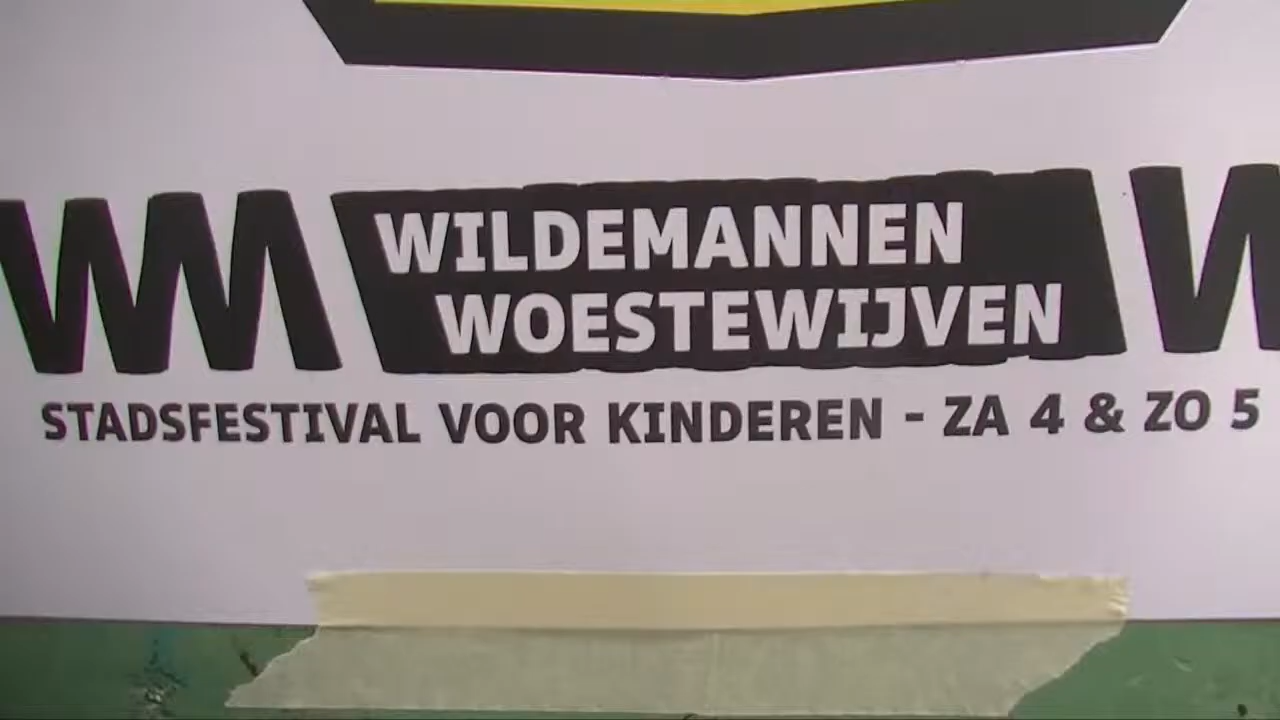 WILDEMANNEN
WOESTEWIJVEN
STADSFESTIVAL VOOR KINDEREN - ZA 4 & ZO 5